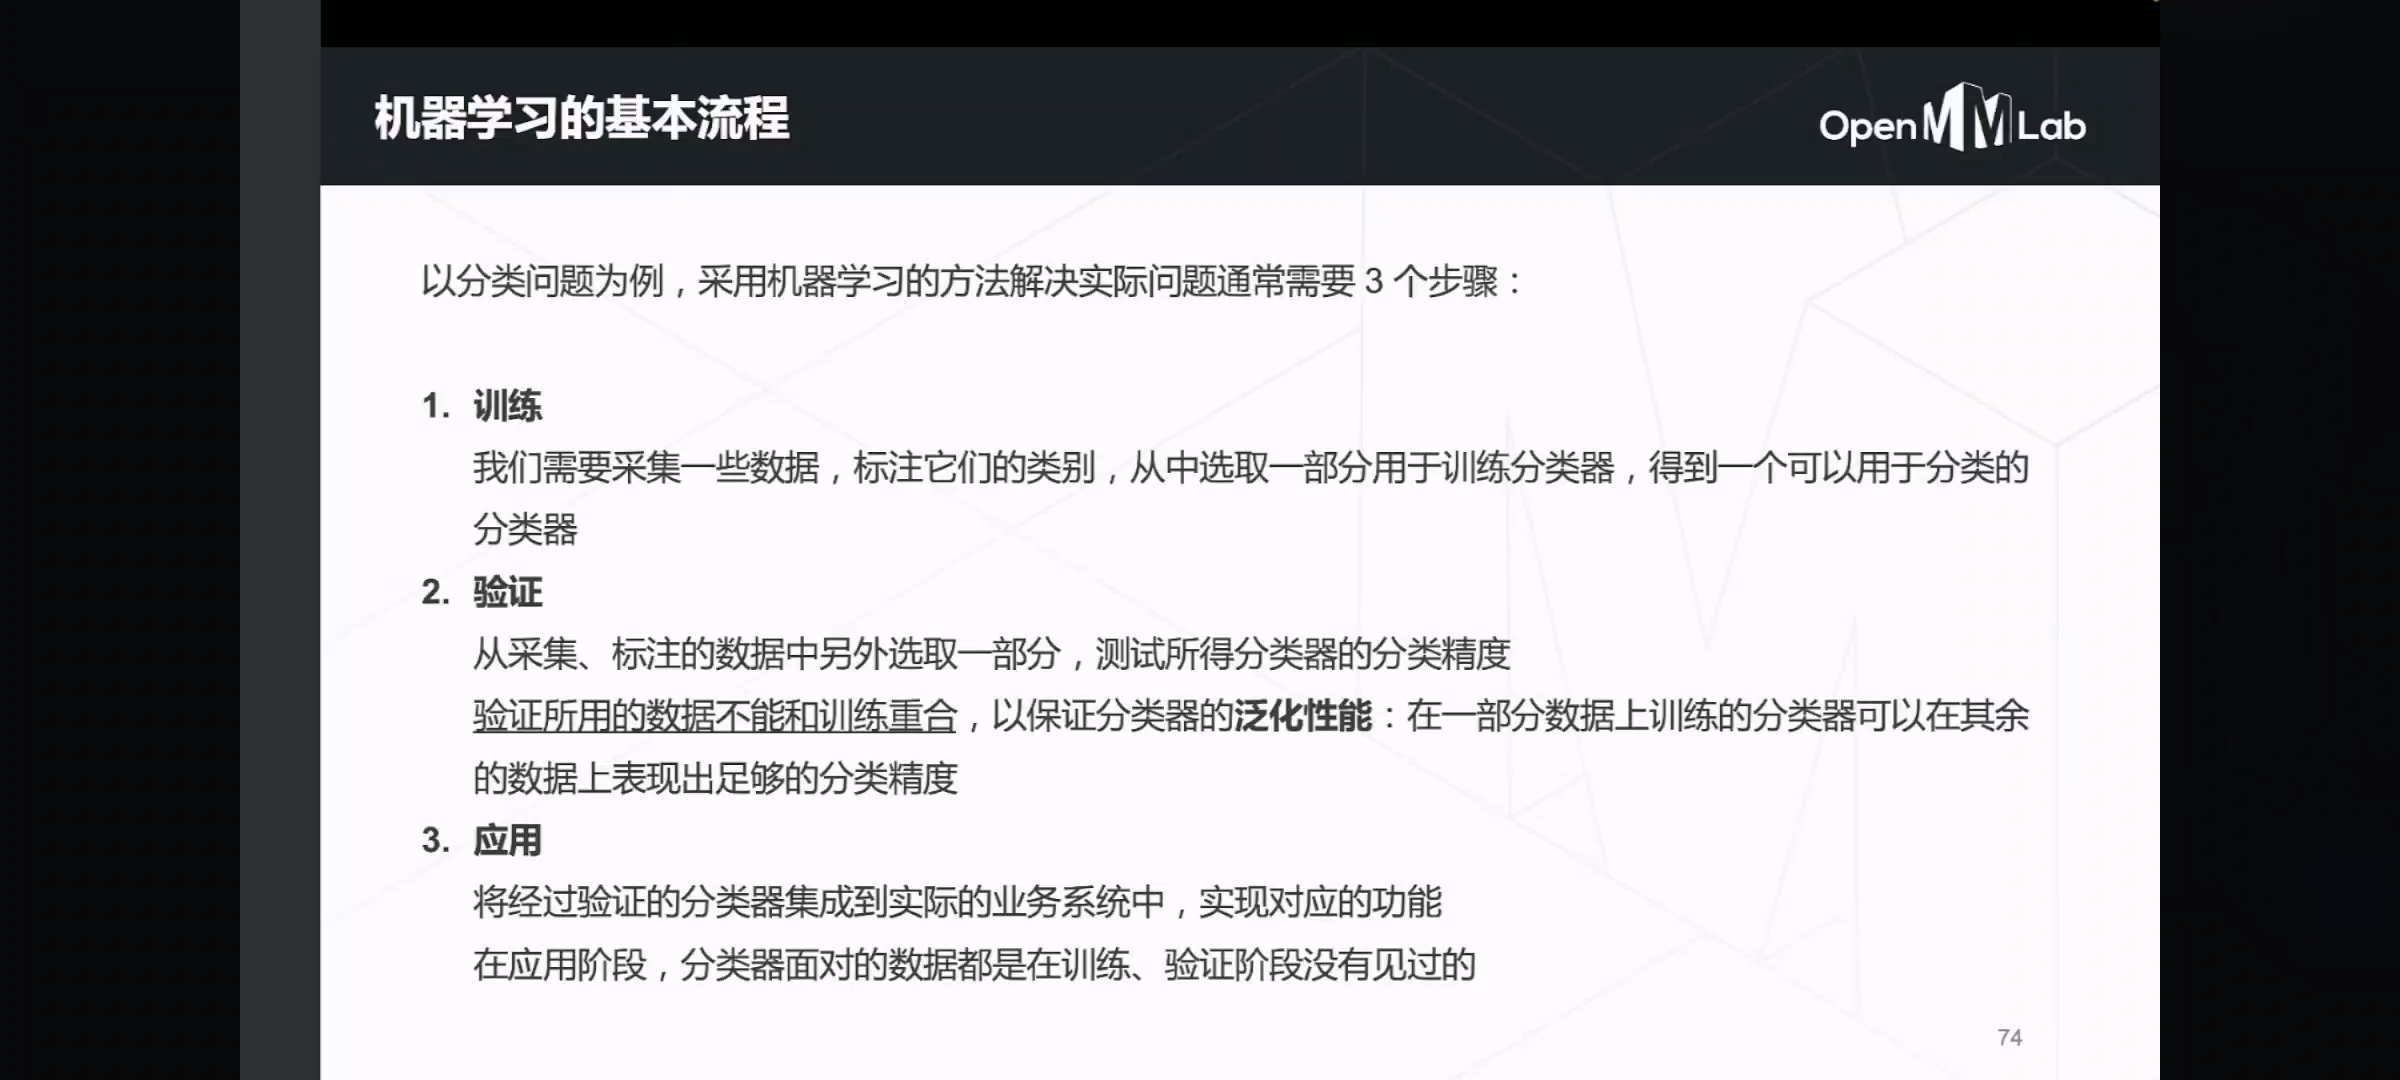 机器学习的基本流程
OpenMMLab
以分类问题为例，采用机器学习的方法解决实际问题通常需要 3 个步骤：
1. 训练
我们需要采集一些数据，标注它们的类别，从中选取一部分用于训练分类器，得到一个可以用于分类的
分类器
2. 验证
从采集、标注的数据中另外选取一部分，测试所得分类器的分类精度
验证所用的数据不能和训练重合，以保证分类器的泛化性能：在一部分数据上训练的分类器可以在其余
的数据上表现出足够的分类精度
3. 应用
将经过验证的分类器集成到实际的业务系统中，实现对应的功能
在应用阶段，分类器面对的数据都是在训练、验证阶段没有见过的
74